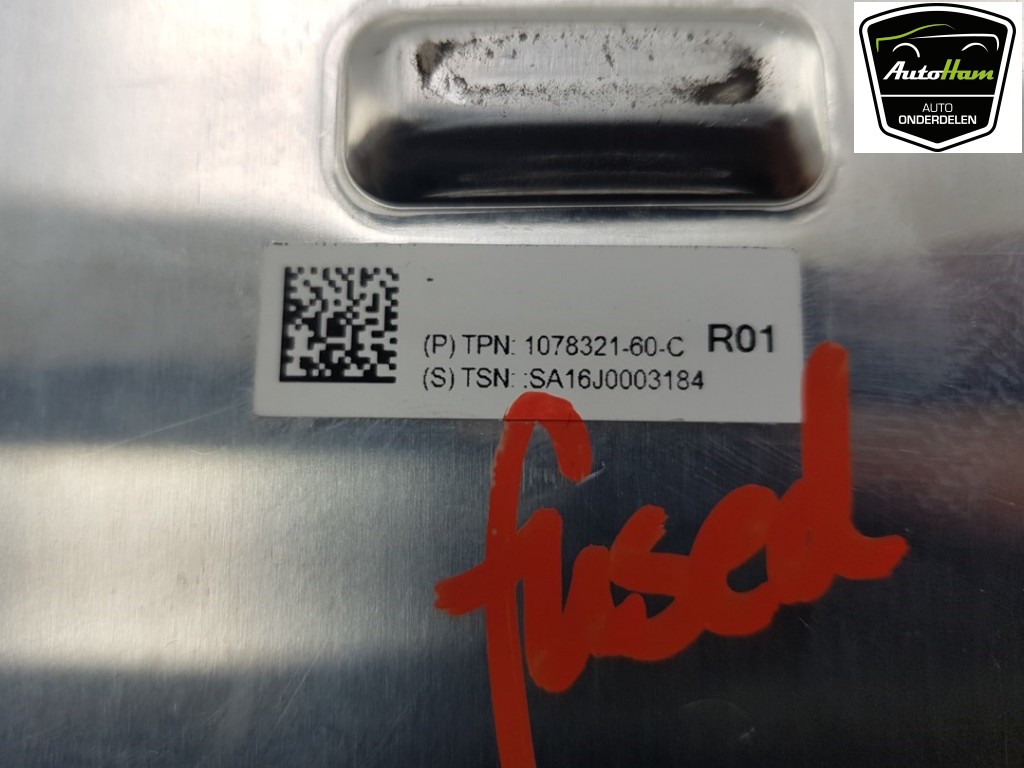 AutoHam
AUTO
ONDERDELEN
(P) TPN: 1078321-60-C R01
(S) TSN: :SA16J0003184
fused